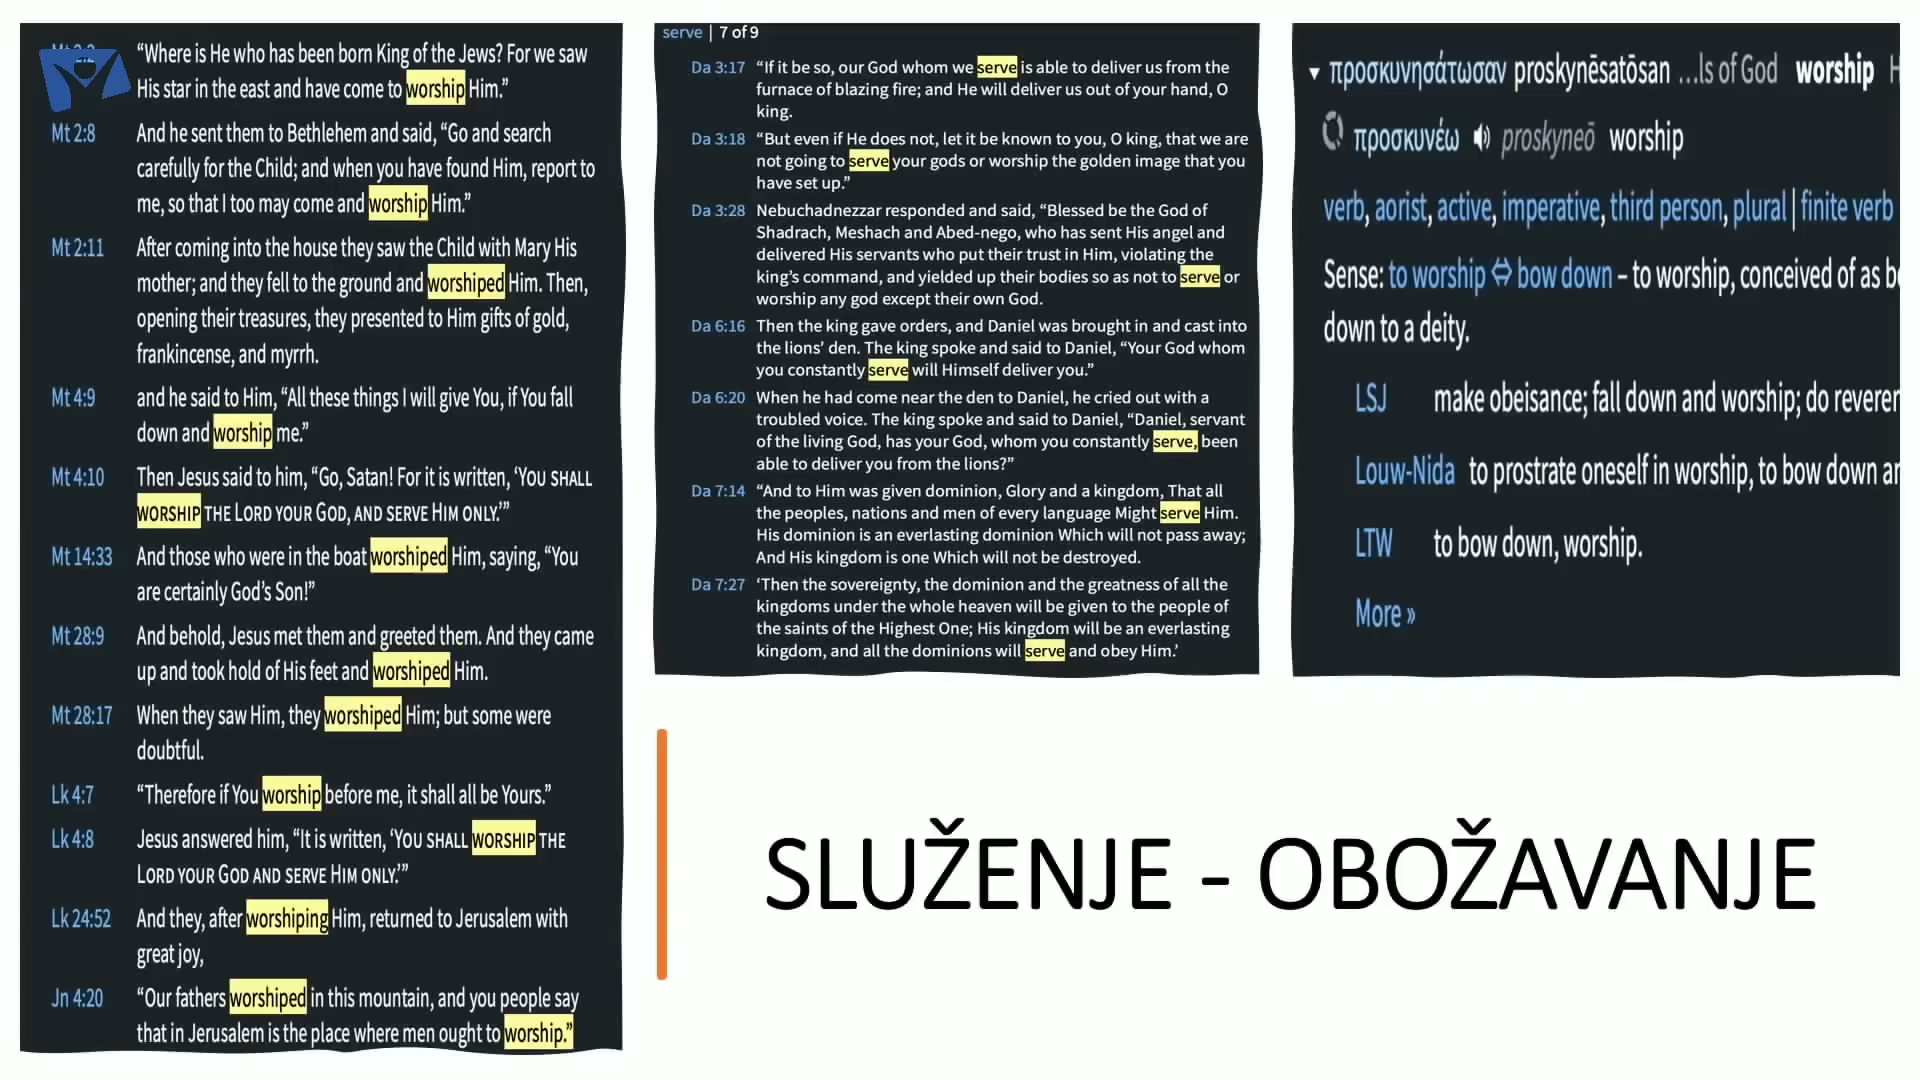 “Where is He who has been born King of the Jews? For we saw
His star in the east and have come to worship Him.”
Mt 2:8 And he sent them to Bethlehem and said, “Go and search
carefully for the Child; and when you have found Him, report to
me, so that I too may come and worship Him.”
Mt 2:11 After coming into the house they saw the Child with Mary His
mother; and they fell to the ground and worshiped Him. Then,
opening their treasures, they presented to Him gifts of gold,
frankincense, and myrrh.
Mt 4:9 and he said to Him, “All these things I will give You, if You fall
down and worship me.”
Mt 4:10 Then Jesus said to him, “Go, Satan! For it is written, ‘YOU SHALL
WORSHIP THE LORD YOUR GOD, AND SERVE HIM ONLY.’”
Mt 14:33 And those who were in the boat worshiped Him, saying, “You
are certainly God’s Son!”
Mt 28:9 And behold, Jesus met them and greeted them. And they came
up and took hold of His feet and worshiped Him.
Mt 28:17 When they saw Him, they worshiped Him; but some were
doubtful.
Lk 4:7 “Therefore if You worship before me, it shall all be Yours.”
Lk 4:8 Jesus answered him, “It is written, ‘YOU SHALL WORSHIP THE
LORD YOUR GOD AND SERVE HIM ONLY.’”
Lk 24:52 And they, after worshiping Him, returned to Jerusalem with
great joy,
Jn 4:20 “Our fathers worshiped in this mountain, and you people say
that in Jerusalem is the place where men ought to worship.”
serve | 7 of 9
Da 3:17 “If it be so, our God whom we serve is able to deliver us from the
furnace of blazing fire; and He will deliver us out of your hand, O
king.
Da 3:18 “But even if He does not, let it be known to you, O king, that we are
not going to serve your gods or worship the golden image that you
have set up.”
Da 3:28 Nebuchadnezzar responded and said, “Blessed be the God of
Shadrach, Meshach and Abed-nego, who has sent His angel and
delivered His servants who put their trust in Him, violating the
king’s command, and yielded up their bodies so as not to serve or
worship any god except their own God.
Da 6:16 Then the king gave orders, and Daniel was brought in and cast into
the lions’ den. The king spoke and said to Daniel, “Your God whom
you constantly serve will Himself deliver you.”
Da 6:20 When he had come near the den to Daniel, he cried out with a
troubled voice. The king spoke and said to Daniel, “Daniel, servant
of the living God, has your God, whom you constantly serve, been
able to deliver you from the lions?”
Da 7:14 “And to Him was given dominion, Glory and a kingdom, That all
the peoples, nations and men of every language Might serve Him.
His dominion is an everlasting dominion Which will not pass away;
And His kingdom is one Which will not be destroyed.
Da 7:27 ‘Then the sovereignty, the dominion and the greatness of all the
kingdoms under the whole heaven will be given to the people of
the saints of the Highest One; His kingdom will be an everlasting
kingdom, and all the dominions will serve and obey Him.’
προσκυνησάτωσαν proskynēsatōsan …ls of God worship H
προσκυνέω proskyneō worship
verb, aorist, active, imperative, third person, plural | finite verb
Sense: to worship ⇔ bow down – to worship, conceived of as
down to a deity.
LSJ make obeisance; fall down and worship; do
Louw-Nida to prostrate oneself in worship, to bow down
LTW to bow down, worship.
More »
SLUŽENJE - OBOŽAVANJE